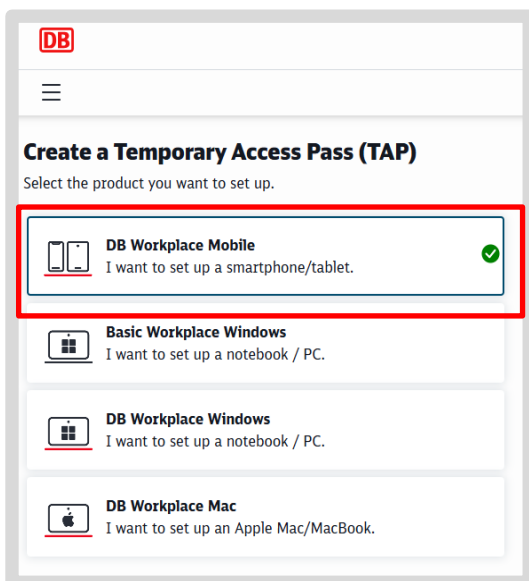 DB
Create a Temporary Access Pass (TAP)
Select the product you want to set up.
DB Workplace Mobile
I want to set up a smartphone/tablet.
Basic Workplace Windows
I want to set up a notebook / PC.
DB Workplace Windows
I want to set up a notebook / PC.
DB Workplace Mac
I want to set up an Apple Mac/MacBook.